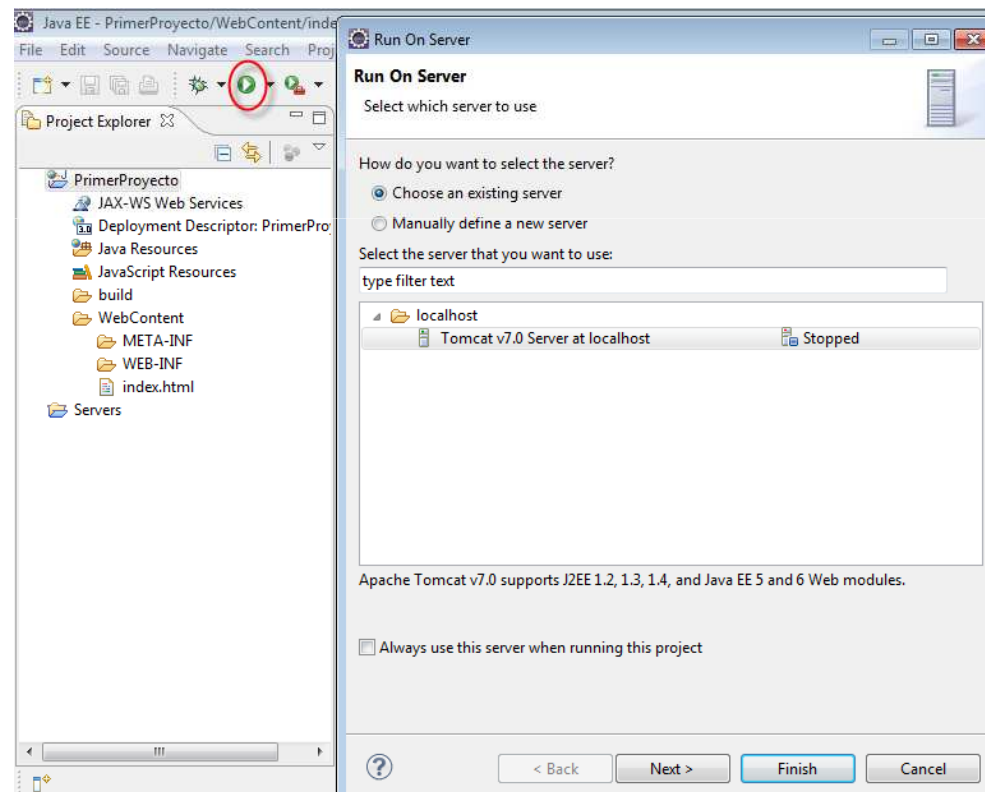 Java EE - PrimerProyecto/WebContent/inde
File Edit Source Navigate Search Proj
Project Explorer
PrimerProyecto
JAX-WS Web Services
3.0 Deployment Descriptor: PrimerPro
Java Resources
JavaScript Resources
build
WebContent
META-INF
WEB-INF
index.html
Servers
Run On Server
Run On Server
Select which server to use
How do you want to select the server?
Choose an existing server
Manually define a new server
Select the server that you want to use:
type filter text
localhost
Tomcat v7.0 Server at localhost Stopped
Apache Tomcat v7.0 supports J2EE 1.2, 1.3, 1.4, and Java EE 5 and 6 Web modules.
Always use this server when running this project
? < Back Next > Finish Cancel